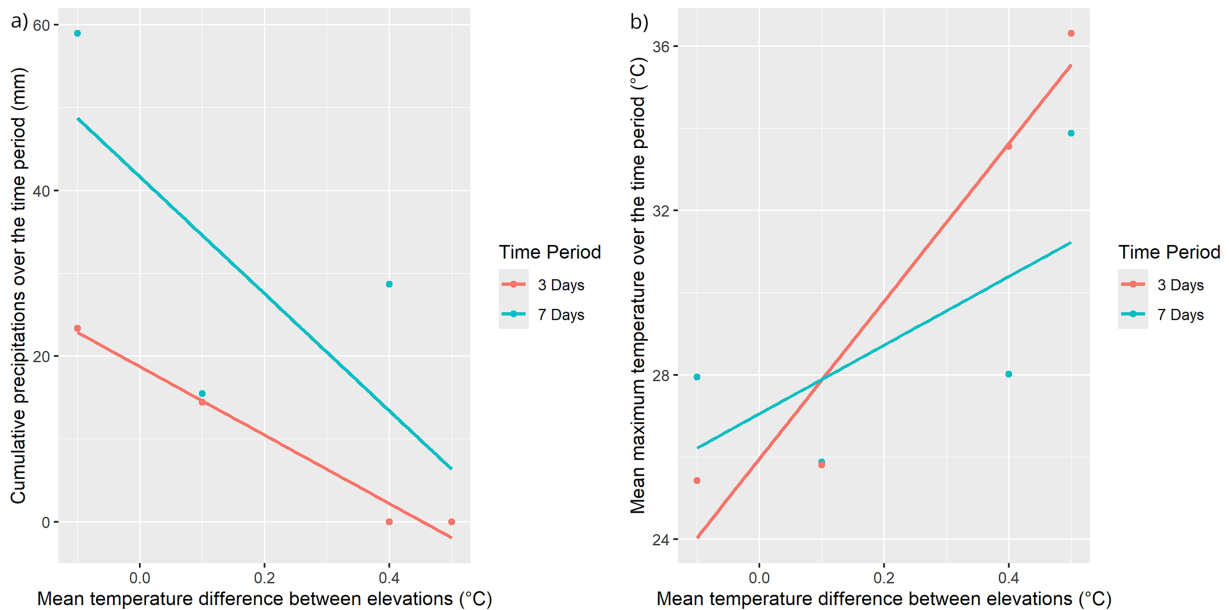 a)
Cumulative precipitations over the time period (mm)
60
40
20
0
0.0 0.2 0.4
Mean temperature difference between elevations (°C)
Time Period
3 Days
7 Days
b)
Mean maximum temperature over the time period (°C)
36
32
28
24
0.0 0.2 0.4
Mean temperature difference between elevations (°C)
Time Period
3 Days
7 Days